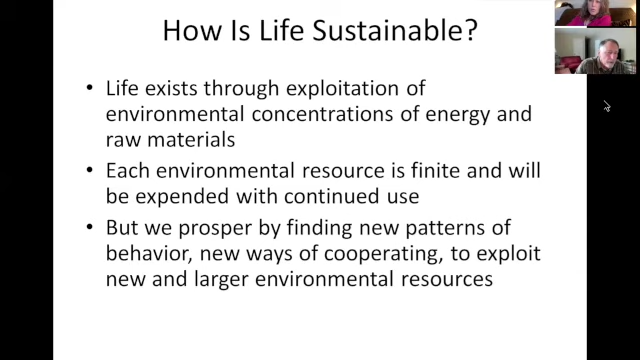 How Is Life Sustainable?
• Life exists through exploitation of
environmental concentrations of energy and
raw materials
• Each environmental resource is finite and will
be expended with continued use
• But we prosper by finding new patterns of
behavior, new ways of cooperating, to exploit
new and larger environmental resources